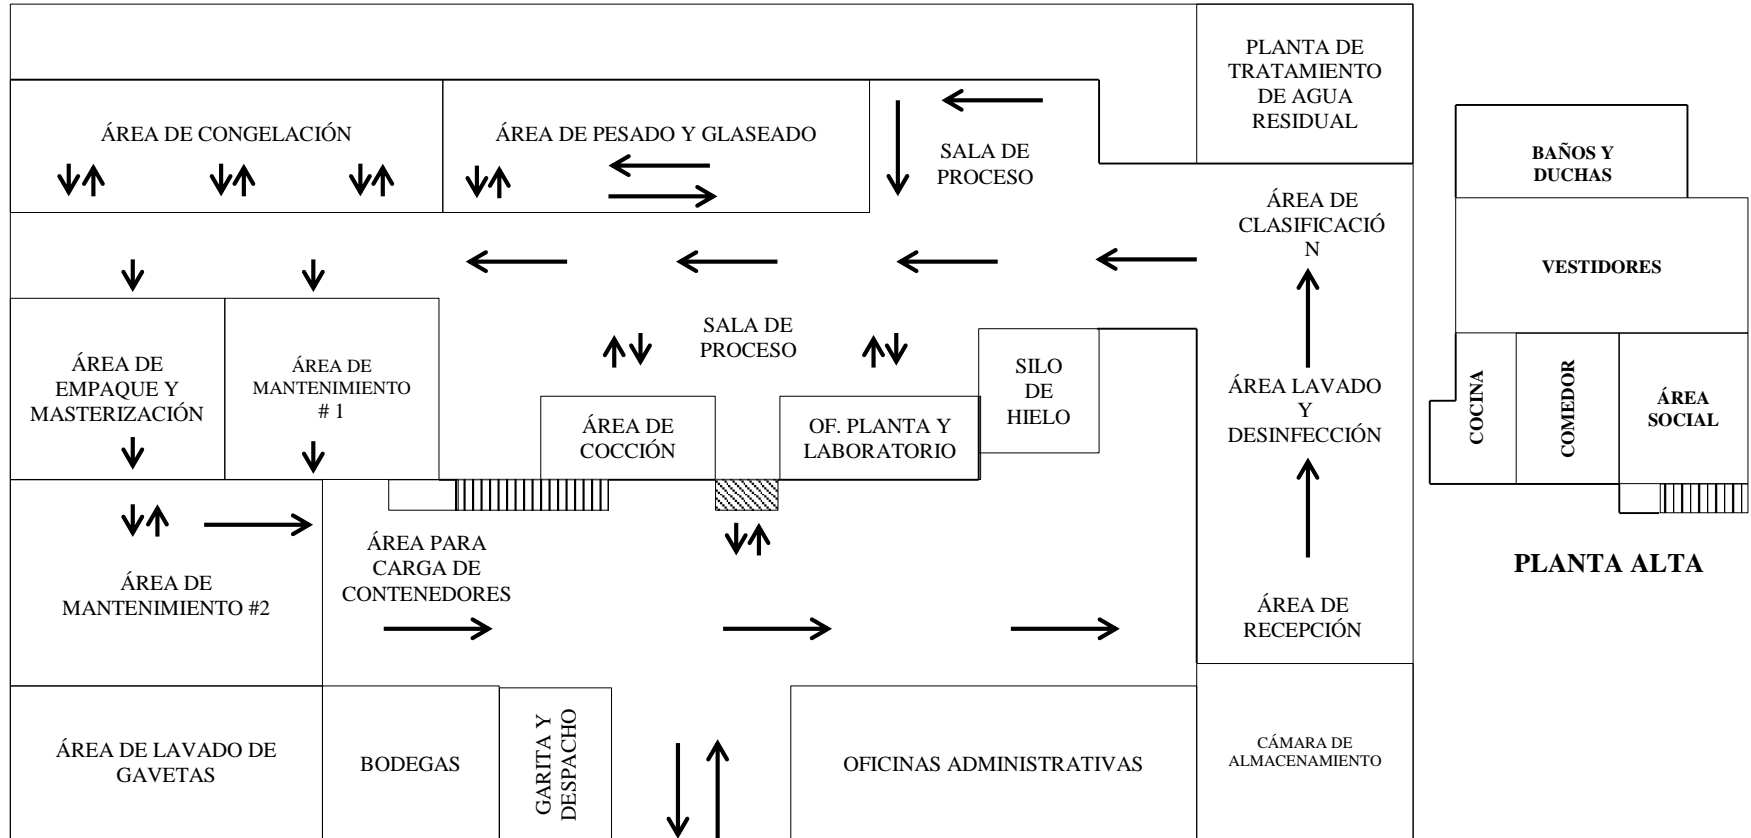 PLANTA DE
TRATAMIENTO
DE AGUA
RESIDUAL
ÁREA DE CONGELACIÓN
ÁREA DE PESADO Y GLASEADO
SALA DE
PROCESO
BAÑOS Y
DUCHAS
ÁREA DE
CLASIFICACIÓ
N
VESTIDORES
SALA DE
PROCESO
ÁREA DE
EMPAQUE Y
MASTERIZACIÓN
ÁREA DE
MANTENIMIENTO
# 1
SILO
DE
HIELO
ÁREA LAVADO
Y
DESINFECCIÓN
COCINA
COMEDOR
ÁREA
SOCIAL
ÁREA DE
COCCIÓN
OF. PLANTA Y
LABORATORIO
ÁREA PARA
CARGA DE
CONTENEDORES
PLANTA ALTA
ÁREA DE
MANTENIMIENTO #2
ÁREA DE
RECEPCIÓN
ÁREA DE LAVADO DE
GAVETAS
BODEGAS
GARITA Y
DESPACHO
OFICINAS ADMINISTRATIVAS
CÁMARA DE
ALMACENAMIENTO